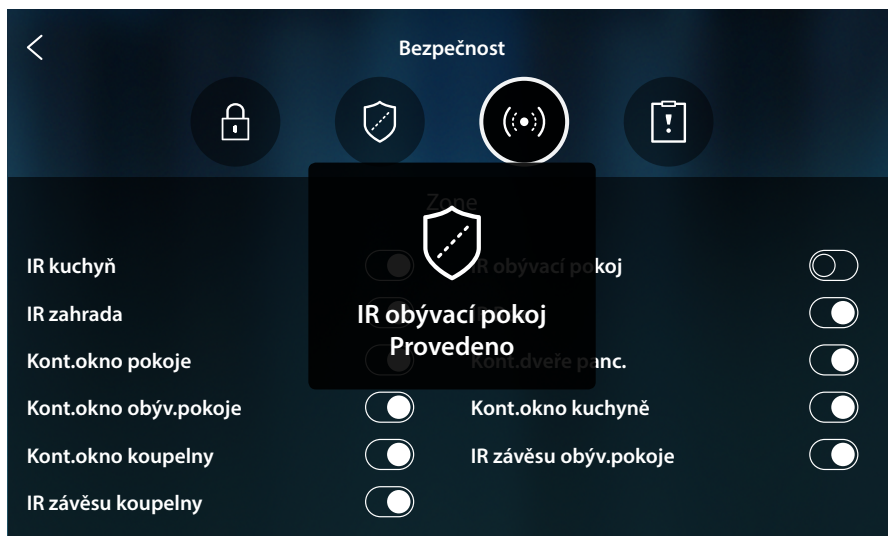 Bezpečnost
Zone
IR kuchyň
IR obývací pokoj
IR zahrada
IR obývací pokoj
Provedeno
Kont.okno pokoje
Kont.dveře panc.
Kont.okno obýv.pokoje
Kont.okno kuchyně
Kont.okno koupelny
IR závěsu obýv.pokoje
IR závěsu koupelny